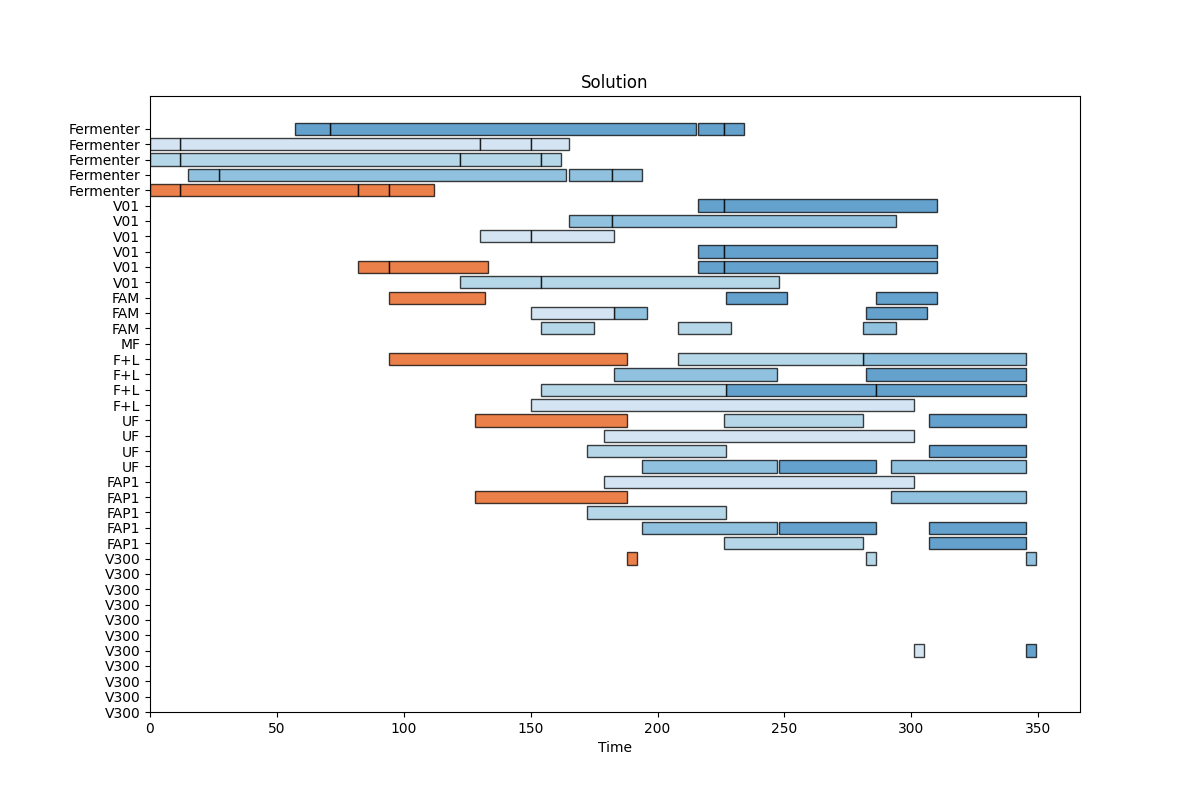 Solution
Fermenter
Fermenter
Fermenter
Fermenter
Fermenter
V01
V01
V01
V01
V01
V01
FAM
FAM
FAM
MF
F+L
F+L
F+L
F+L
UF
UF
UF
UF
FAP1
FAP1
FAP1
FAP1
FAP1
V300
V300
V300
V300
V300
V300
V300
V300
V300
V300
V300
0 50 100 150 200 250 300 350
Time